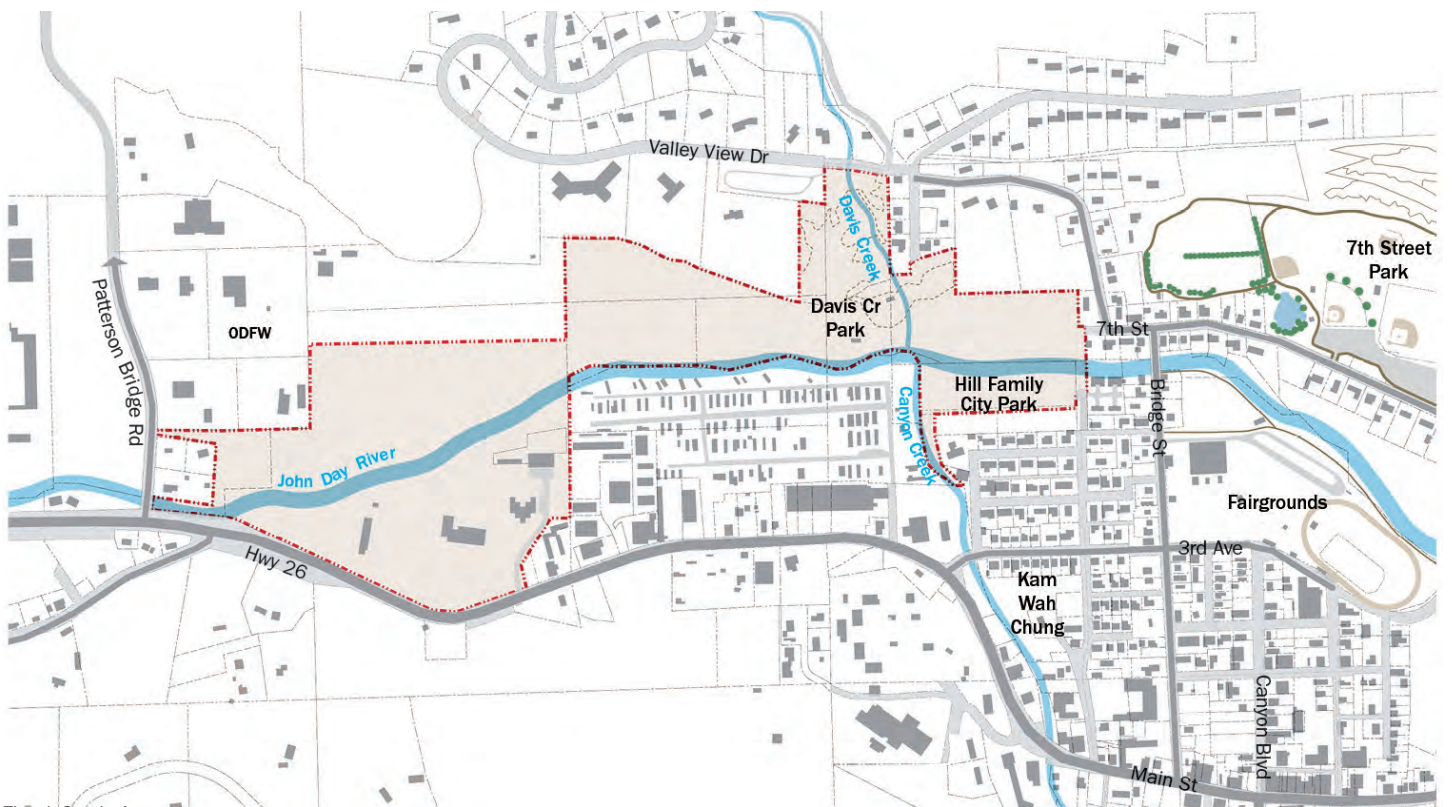 Valley View Dr
Davis Creek
7th Street
Park
Patterson Bridge Rd
ODFW
Davis Cr
Park
7th St
Hill Family
City Park
Bridge St
Canyon Creek
John Day River
Fairgrounds
Hwy 26
3rd Ave
Kam
Wah
Chung
Canyon Blvd
Main St